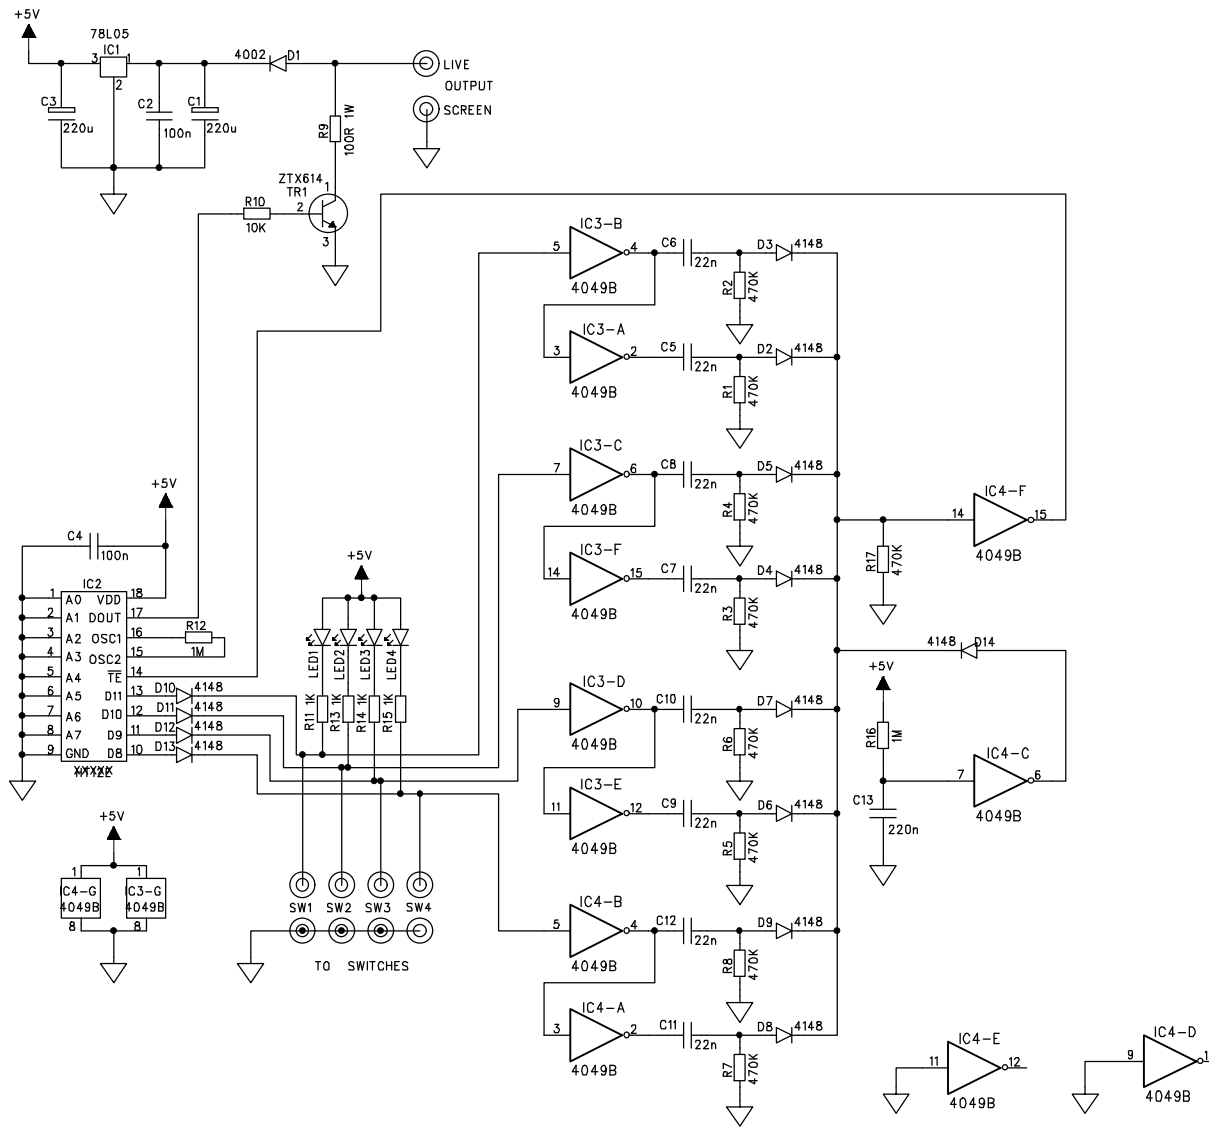 +5V
78L05
IC1
3
1
2
4002
D1
LIVE
OUTPUT
SCREEN
C3
220u
C2
100n
C1
220u
R9
100R 1W
ZTX614
TR1
1
2
3
R10
10K
IC3-B
5
4
4049B
C6
22n
D3
4148
R2
470K
IC3-A
3
2
4049B
C5
22n
D2
4148
R1
470K
IC3-C
7
6
4049B
C8
22n
D5
4148
R4
470K
IC3-F
14
15
4049B
C7
22n
D4
4148
R3
470K
IC4-F
14
15
4049B
R17
470K
+5V
C4
100n
IC2
1 A0 VDD 18
2 A1 DOUT 17
3 A2 OSC1 16
4 A3 OSC2 15
5 A4 TE 14
6 A5 D11 13
7 A6 D10 12
8 A7 D9 11
9 GND D8 10
R12
1M
D10 4148
D11 4148
D12 4148
D13 4148
+5V
LED1
LED2
LED3
LED4
R11 1K
R13 1K
R14 1K
R15 1K
IC3-D
9
10
4049B
C10
22n
D7
4148
R6
470K
IC3-E
11
12
4049B
C9
22n
D6
4148
R5
470K
4148
D14
+5V
R16
1M
IC4-C
7
6
4049B
C13
220n
+5V
1
1
IC4-G
4049B
IC3-G
4049B
8
8
SW1
SW2
SW3
SW4
TO SWITCHES
IC4-B
5
4
4049B
C12
22n
D9
4148
R8
470K
IC4-A
3
2
4049B
C11
22n
D8
4148
R7
470K
IC4-E
11
12
4049B
IC4-D
9
1
4049B